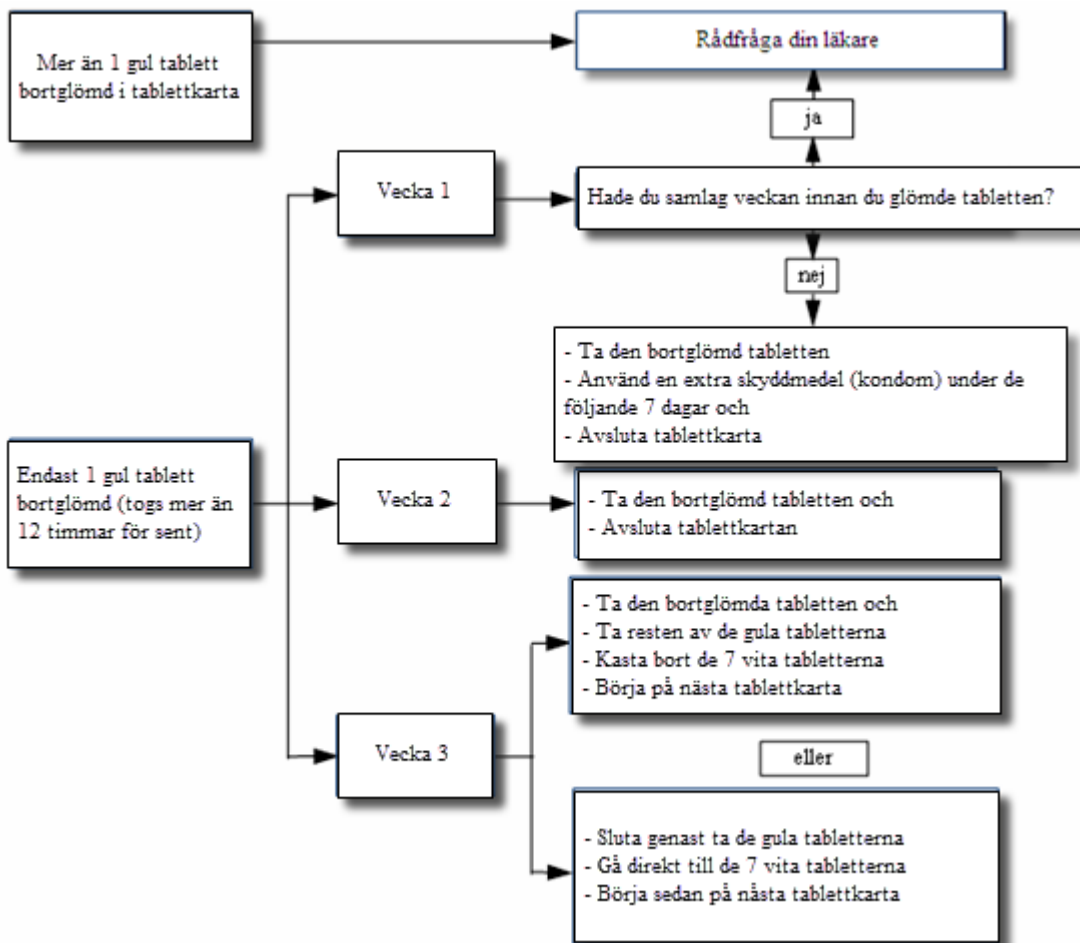 Mer än 1 gul tablett
bortglömd i tablettkarta
Rådfråga din läkare
ja
Vecka 1
Hade du samlag veckan innan du glömde tabletten?
nej
- Ta den bortglömd tabletten
- Använd en extra skyddmedel (kondom) under de
följande 7 dagar och
- Avsluta tablettkarta
Endast 1 gul tablett
bortglömd (togs mer än
12 timmar för sent)
Vecka 2
- Ta den bortglömd tabletten och
- Avsluta tablettkartan
- Ta den bortglömda tabletten och
- Ta resten av de gula tabletterna
- Kasta bort de 7 vita tabletterna
- Börja på nästa tablettkarta
Vecka 3
eller
- Sluta genast ta de gula tabletterna
- Gå direkt till de 7 vita tabletterna
- Börja sedan på nåsta tablettkarta